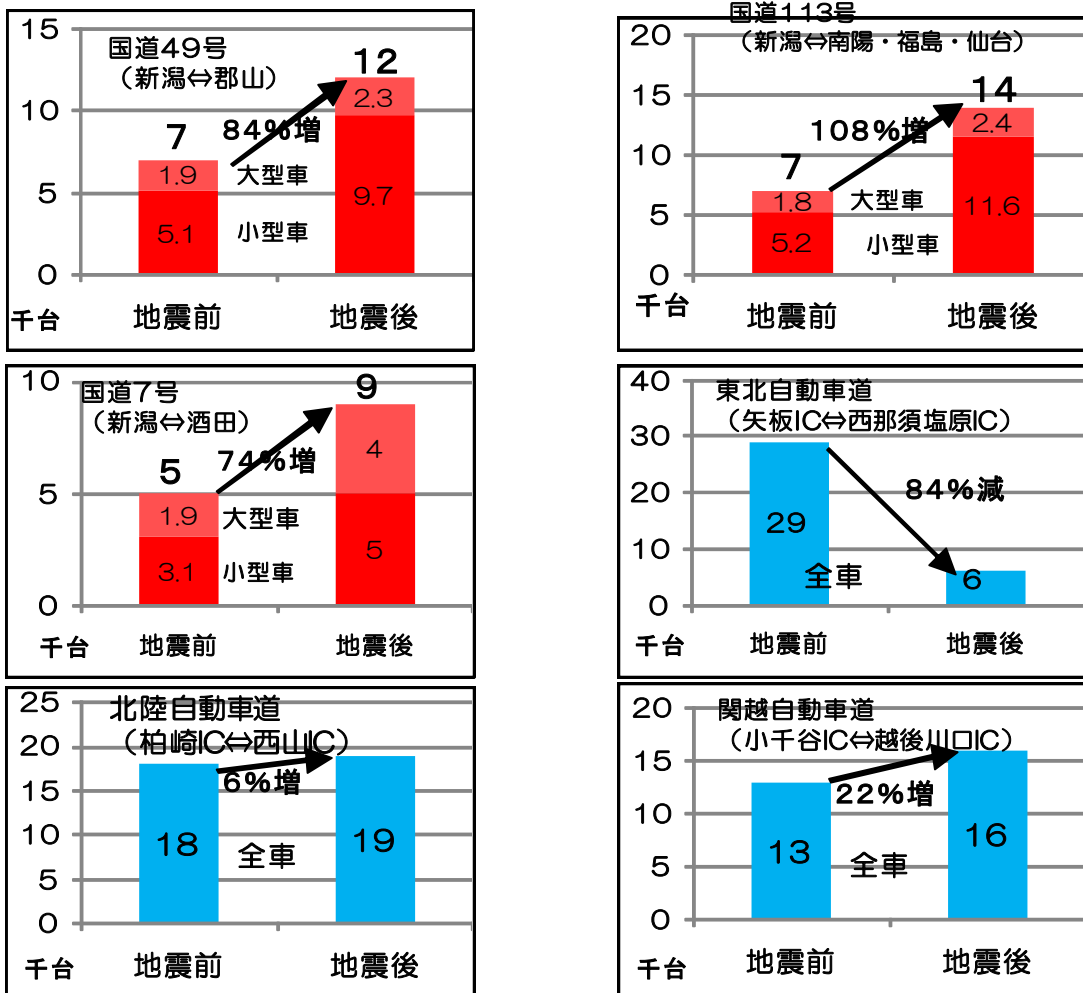 国道49号
(新潟⇔郡山)
15
10
5
0
千台
7
12
84%増
1.9
5.1
2.3
9.7
大型車
小型車
地震前
地震後
国道113号
(新潟⇔南陽・福島・仙台)
20
15
10
5
0
千台
7
14
108%増
1.8
5.2
2.4
11.6
大型車
小型車
地震前
地震後
国道7号
(新潟⇔酒田)
10
5
0
千台
5
9
74%増
1.9
3.1
4
5
大型車
小型車
地震前
地震後
東北自動車道
(矢板IC⇔西那須塩原IC)
40
30
20
10
0
千台
84%減
29
6
全車
地震前
地震後
北陸自動車道
(柏崎IC⇔西山IC)
25
20
15
10
5
0
千台
6%増
18
19
全車
地震前
地震後
関越自動車道
(小千谷IC⇔越後川口IC)
20
15
10
5
0
千台
22%増
13
16
全車
地震前
地震後